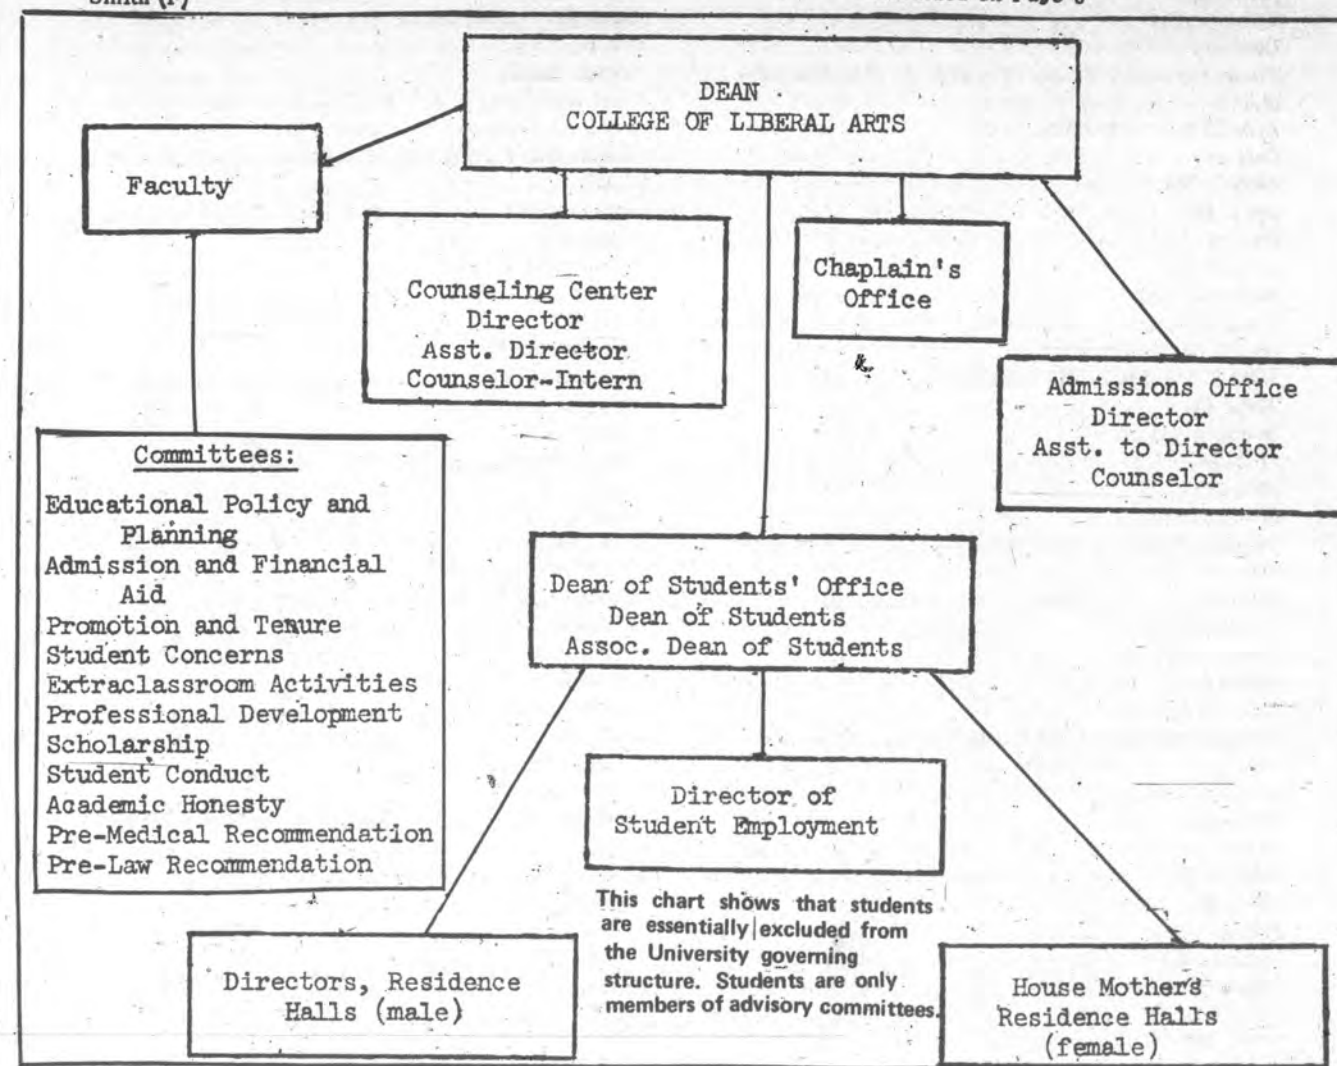 Smith (P)
DEAN
COLLEGE OF LIBERAL ARTS
Faculty
Counseling Center
Director
Asst. Director
Counselor-Intern
Chaplain's
Office
Admissions Office
Director
Asst. to Director
Counselor
Committees:
Educational Policy and
Planning
Admission and Financial
Aid
Promotion and Tenure
Student Concerns
Extraclassroom Activities
Professional Development
Scholarship
Student Conduct
Academic Honesty
Pre-Medical Recommendation
Pre-Law Recommendation
Dean of Students' Office
Dean of Students
Assoc. Dean of Students
Director of
Student Employment
This chart shows that students
are essentially excluded from
the University governing
structure. Students are only
members of advisory committees.
Directors, Residence
Halls (male)
House Mothers
Residence Halls
(female)